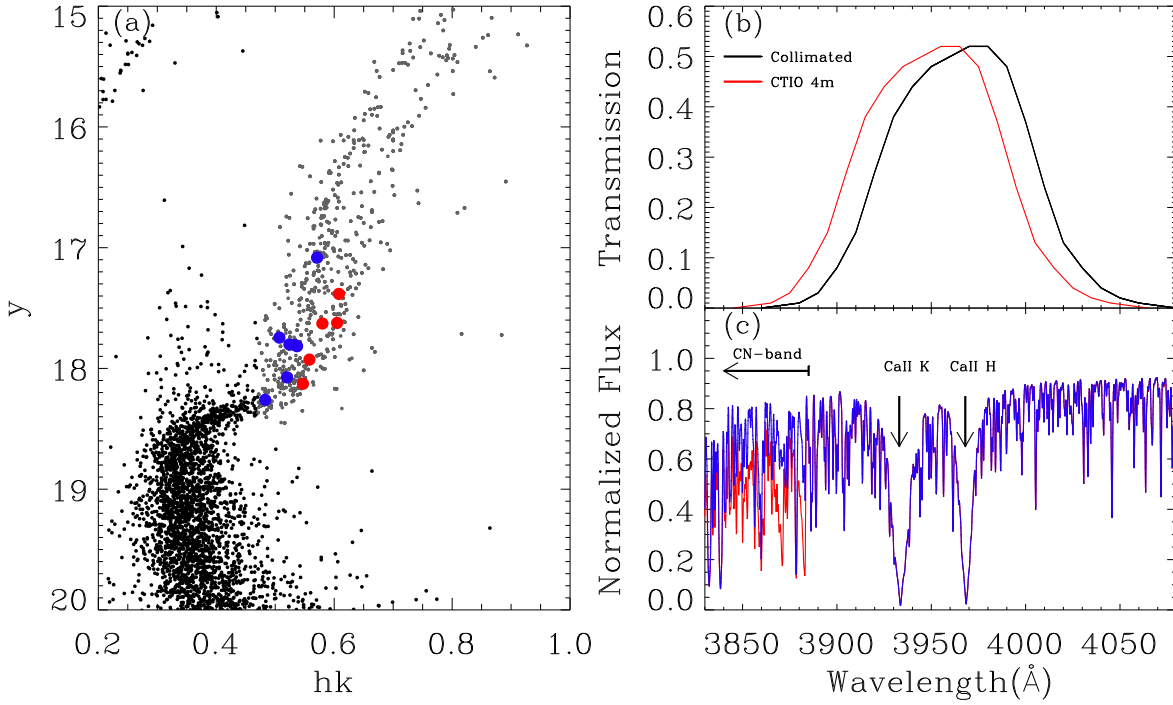 (a)
15
16
17
18
19
20
y
0.2 0.4 0.6 0.8 1.0
hk
(b)
Collimated
CTIO 4m
0.6
0.5
0.4
0.3
0.2
0.1
0.0
Transmission
(c)
CN-band
CaII K
CaII H
1.0
0.8
0.6
0.4
0.2
0.0
Normalized Flux
3850 3900 3950 4000 4050
Wavelength(Å)